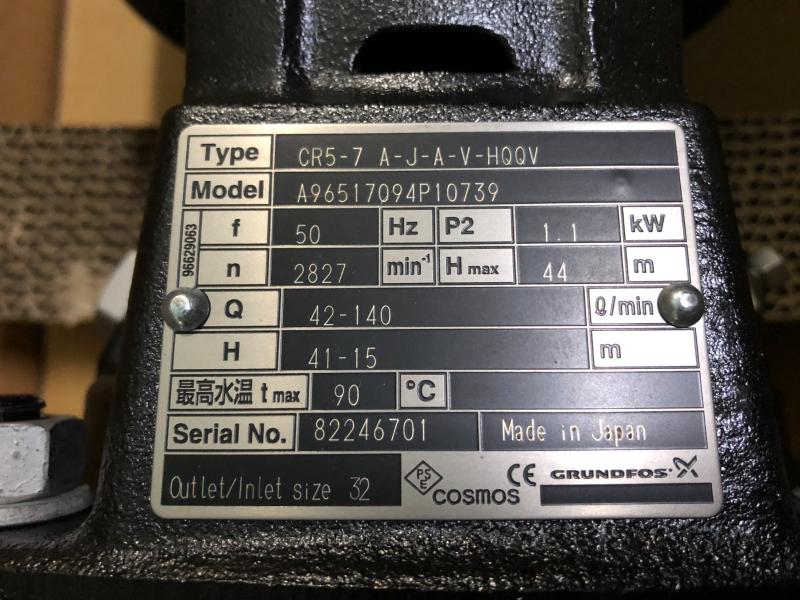 Type CR5-7 A-J-A-V-HQQV
Model A96517094P10739
96629063
f 50 Hz P2 1.1 kW
n 2827 min⁻¹ H max 44 m
Q 42-140 ℓ/min
H 41-15 m
最高水温 t max 90 °C
Serial No. 82246701 Made in Japan
Outlet/Inlet size 32 PS E COSMOS CE GRUNDFOS